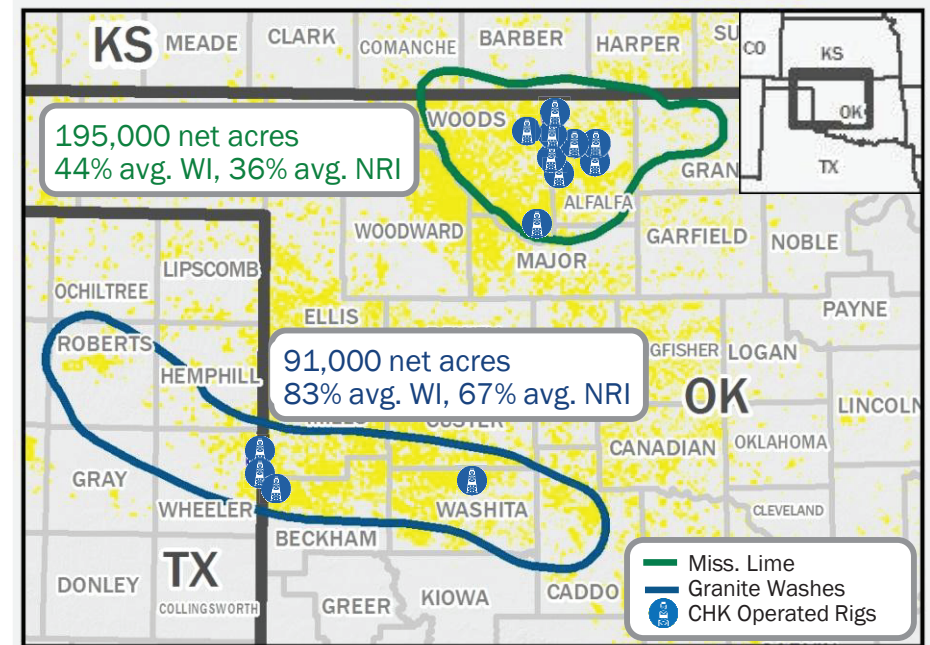 KS
MEADE
CLARK
COMANCHE
BARBER
HARPER
SU
CO
KS
OK
TX
195,000 net acres
44% avg. WI, 36% avg. NRI
WOODS
GRAN
ALFALFA
WOODWARD
GARFIELD
NOBLE
MAJOR
LIPSCOMB
OCHILTREE
ELLIS
PAYNE
ROBERTS
HEMPHILL
91,000 net acres
83% avg. WI, 67% avg. NRI
GFISHER
LOGAN
OK
LINCOLN
CUSTER
CANADIAN
OKLAHOMA
GRAY
WHEELER
WASHITA
CLEVELAND
BECKHAM
TX
DONLEY
COLLINGSWORTH
GREER
KIOWA
CADDO
Miss. Lime
Granite Washes
CHK Operated Rigs